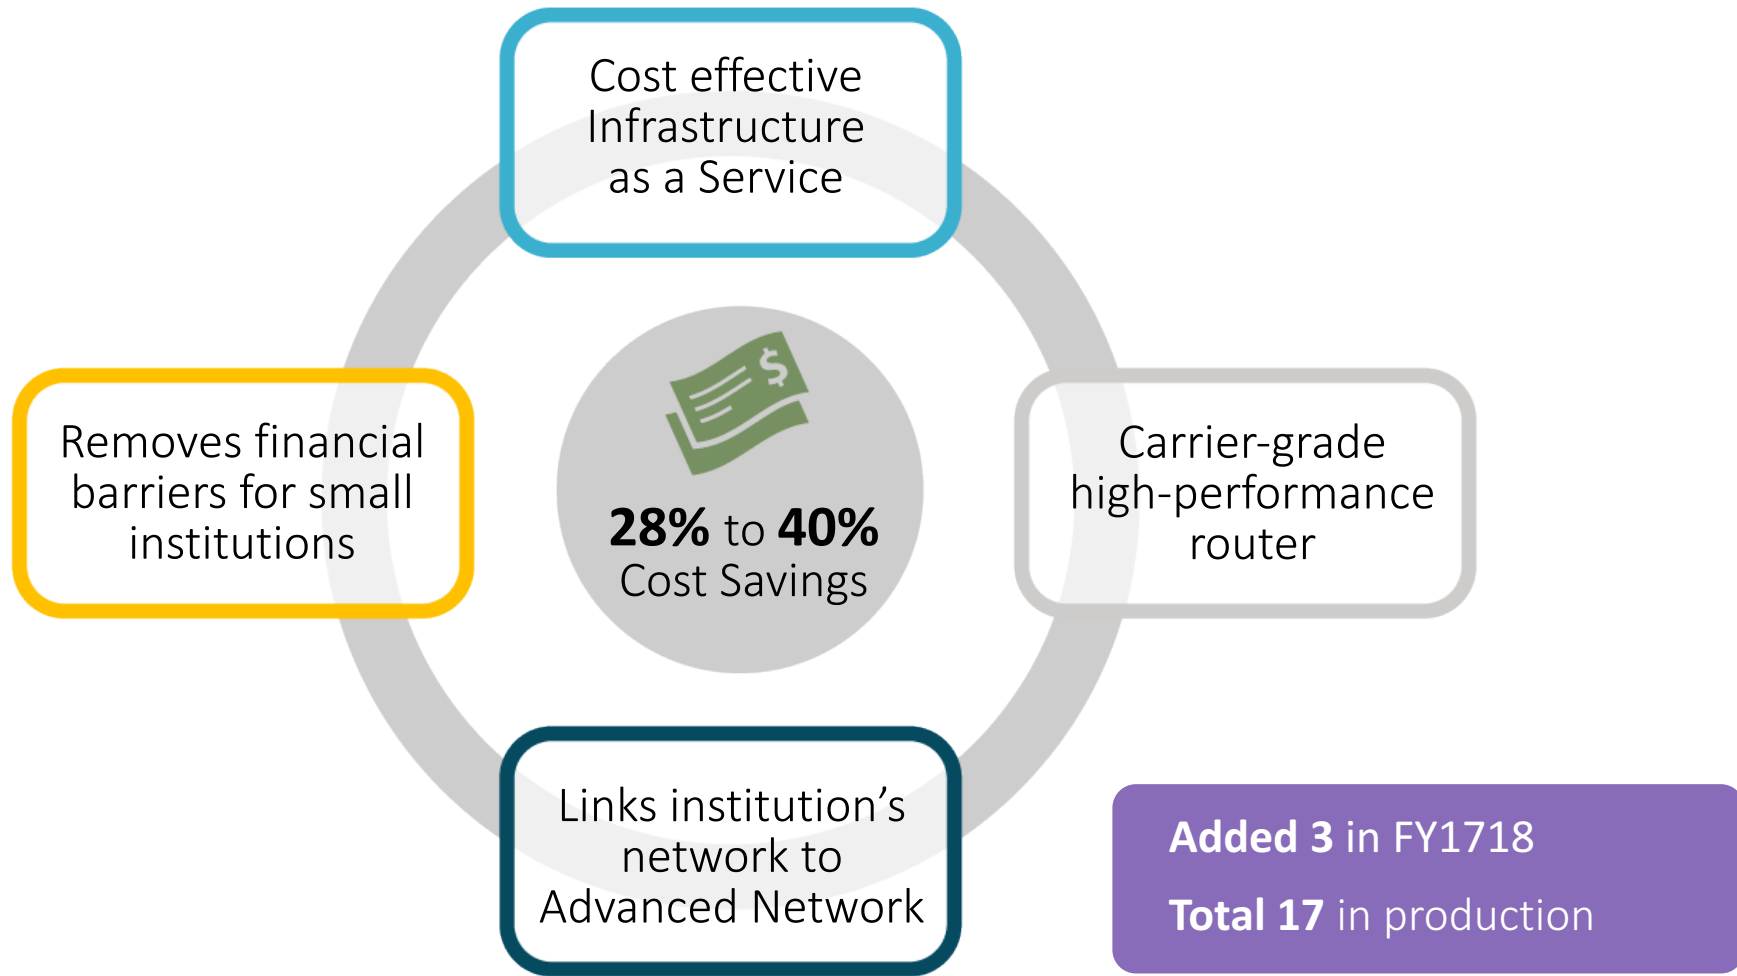 Cost effective
Infrastructure
as a Service
Removes financial
barriers for small
institutions
$
28% to 40%
Cost Savings
Carrier-grade
high-performance
router
Links institution’s
network to
Advanced Network
Added 3 in FY1718
Total 17 in production